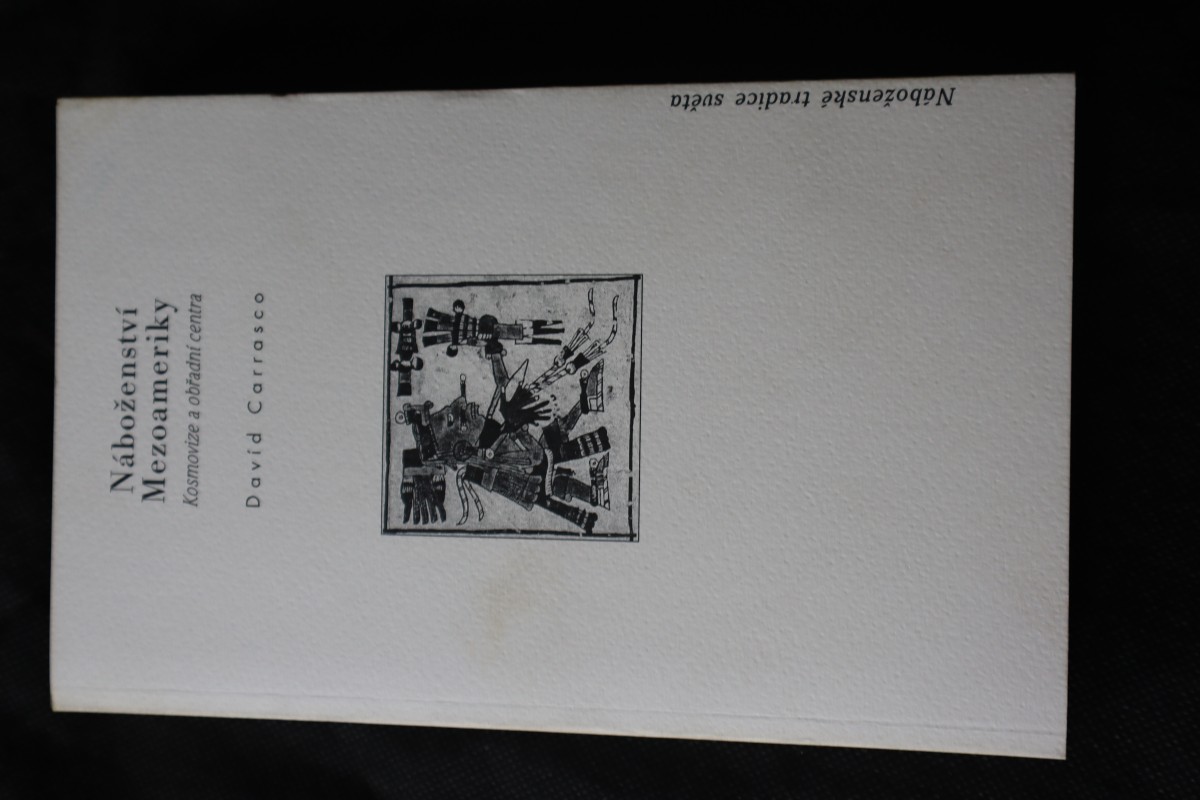 Náboženství
Mezoameriky
Kosmovize a obřadní centra
David Carrasco
Náboženské tradice světa